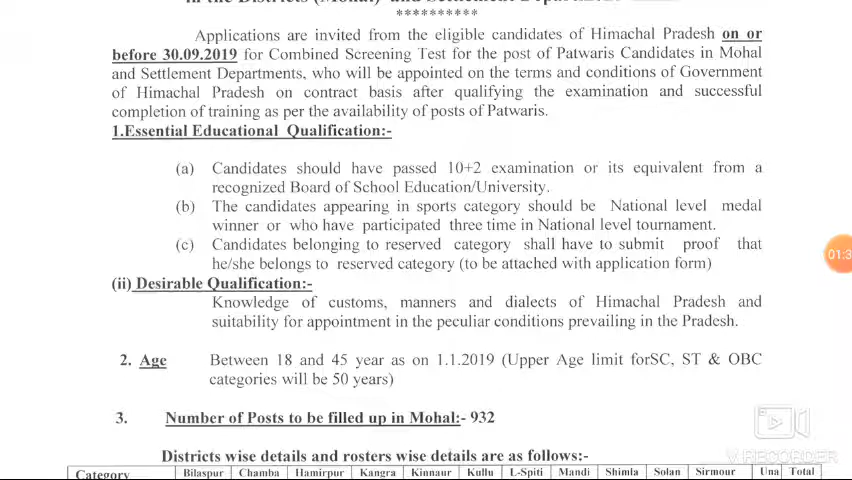 in the Districts (Mohal) and Settlement Department
**********
Applications are invited from the eligible candidates of Himachal Pradesh on or
before 30.09.2019 for Combined Screening Test for the post of Patwaris Candidates in Mohal
and Settlement Departments, who will be appointed on the terms and conditions of Government
of Himachal Pradesh on contract basis after qualifying the examination and successful
completion of training as per the availability of posts of Patwaris.
1.Essential Educational Qualification:-
(a) Candidates should have passed 10+2 examination or its equivalent from a
recognized Board of School Education/University.
(b) The candidates appearing in sports category should be National level medal
winner or who have participated three time in National level tournament.
(c) Candidates belonging to reserved category shall have to submit proof that
he/she belongs to reserved category (to be attached with application form)
(ii) Desirable Qualification:-
Knowledge of customs, manners and dialects of Himachal Pradesh and
suitability for appointment in the peculiar conditions prevailing in the Pradesh.
2. Age Between 18 and 45 year as on 1.1.2019 (Upper Age limit forSC, ST & OBC
categories will be 50 years)
3. Number of Posts to be filled up in Mohal:- 932
Districts wise details and rosters wise details are as follows:-
Category Bilaspur Chamba Hamirpur Kangra Kinnaur Kullu L-Spiti Mandi Shimla Solan Sirmour Una Total
01:3
V RECORDER